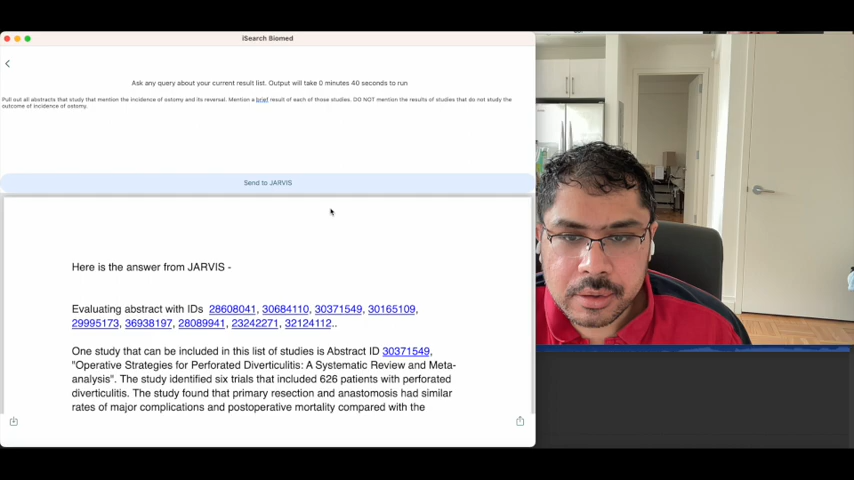 iSearch Biomed
Ask any query about your current result list. Output will take 0 minutes 40 seconds to run
Pull out all abstracts that study that mention the incidence of ostomy and its reversal. Mention a brief result of each of those studies. DO NOT mention the results of studies that do not study the
outcome of incidence of ostomy.
Send to JARVIS
Here is the answer from JARVIS -
Evaluating abstract with IDs 28608041, 30684110, 30371549, 30165109,
29995173, 36938197, 28089941, 23242271, 32124112..
One study that can be included in this list of studies is Abstract ID 30371549,
"Operative Strategies for Perforated Diverticulitis: A Systematic Review and Meta-
analysis". The study identified six trials that included 626 patients with perforated
diverticulitis. The study found that primary resection and anastomosis had similar
rates of major complications and postoperative mortality compared with the